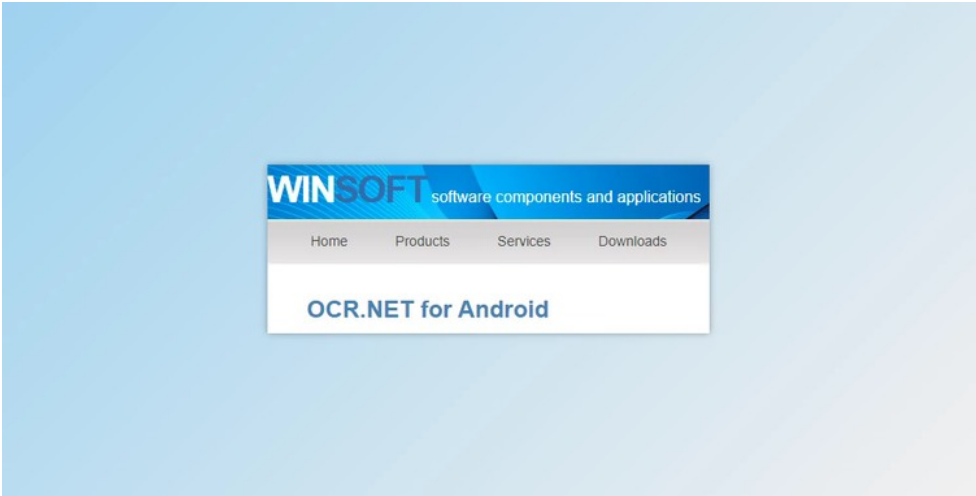 WINSOFT software components and applications
Home Products Services Downloads
OCR.NET for Android